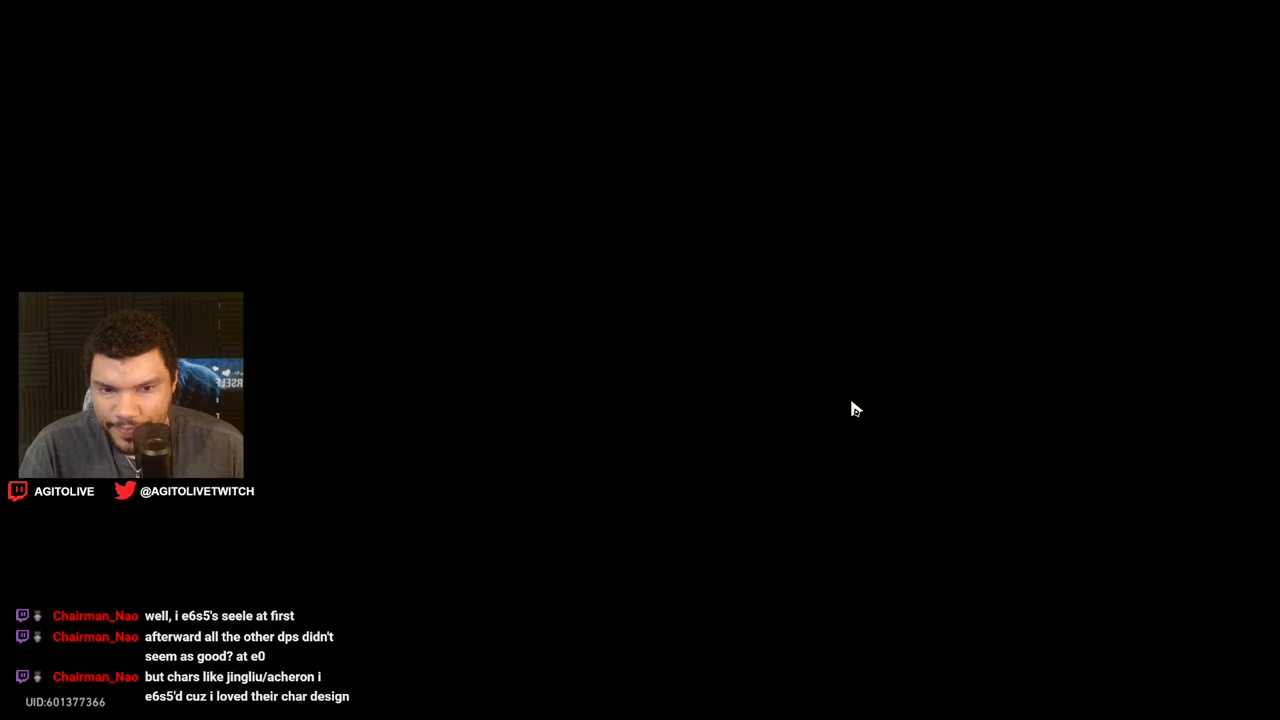 RSELF
AGITOLIVE @AGITOLIVETWITCH
Chairman_Nao well, i e6s5's seele at first
Chairman_Nao afterward all the other dps didn't
seem as good? at e0
Chairman_Nao but chars like jingliu/acheron i
e6s5'd cuz i loved their char design
UID:601377366